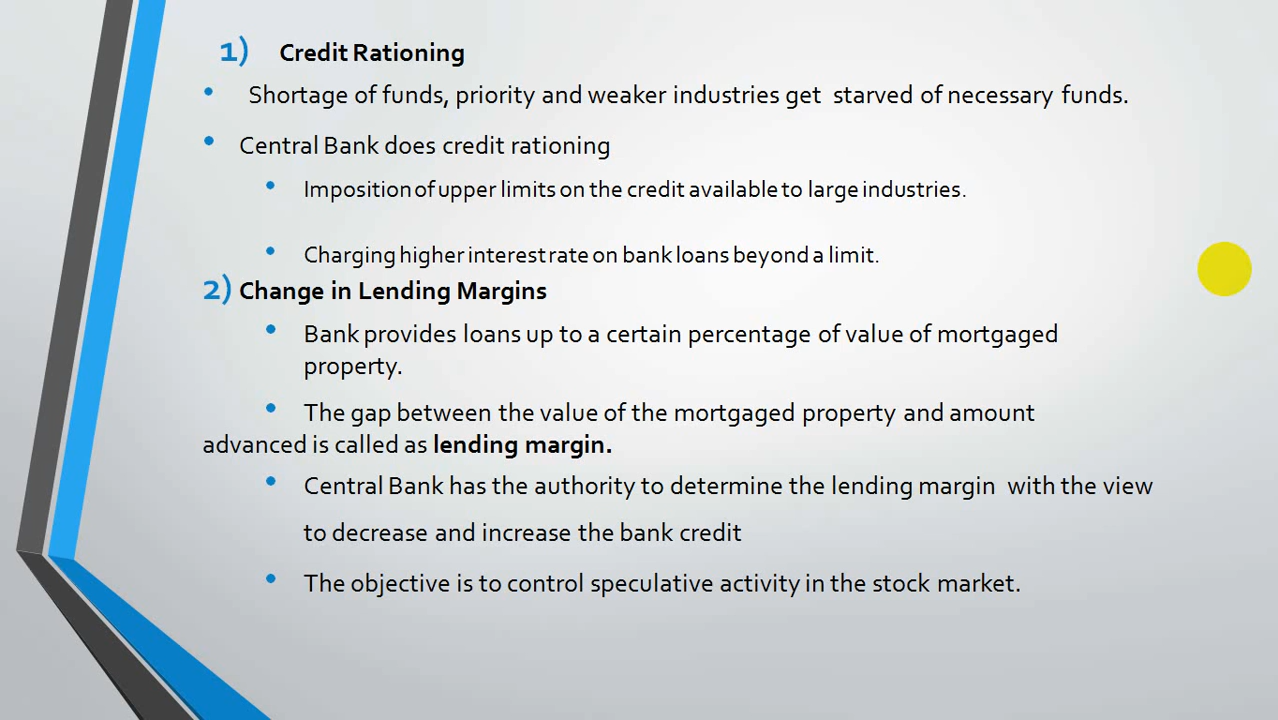 1) Credit Rationing
• Shortage of funds, priority and weaker industries get starved of necessary funds.
• Central Bank does credit rationing
• Imposition of upper limits on the credit available to large industries.
• Charging higher interest rate on bank loans beyond a limit.
2) Change in Lending Margins
• Bank provides loans up to a certain percentage of value of mortgaged
property.
• The gap between the value of the mortgaged property and amount
advanced is called as lending margin.
• Central Bank has the authority to determine the lending margin with the view
to decrease and increase the bank credit
• The objective is to control speculative activity in the stock market.